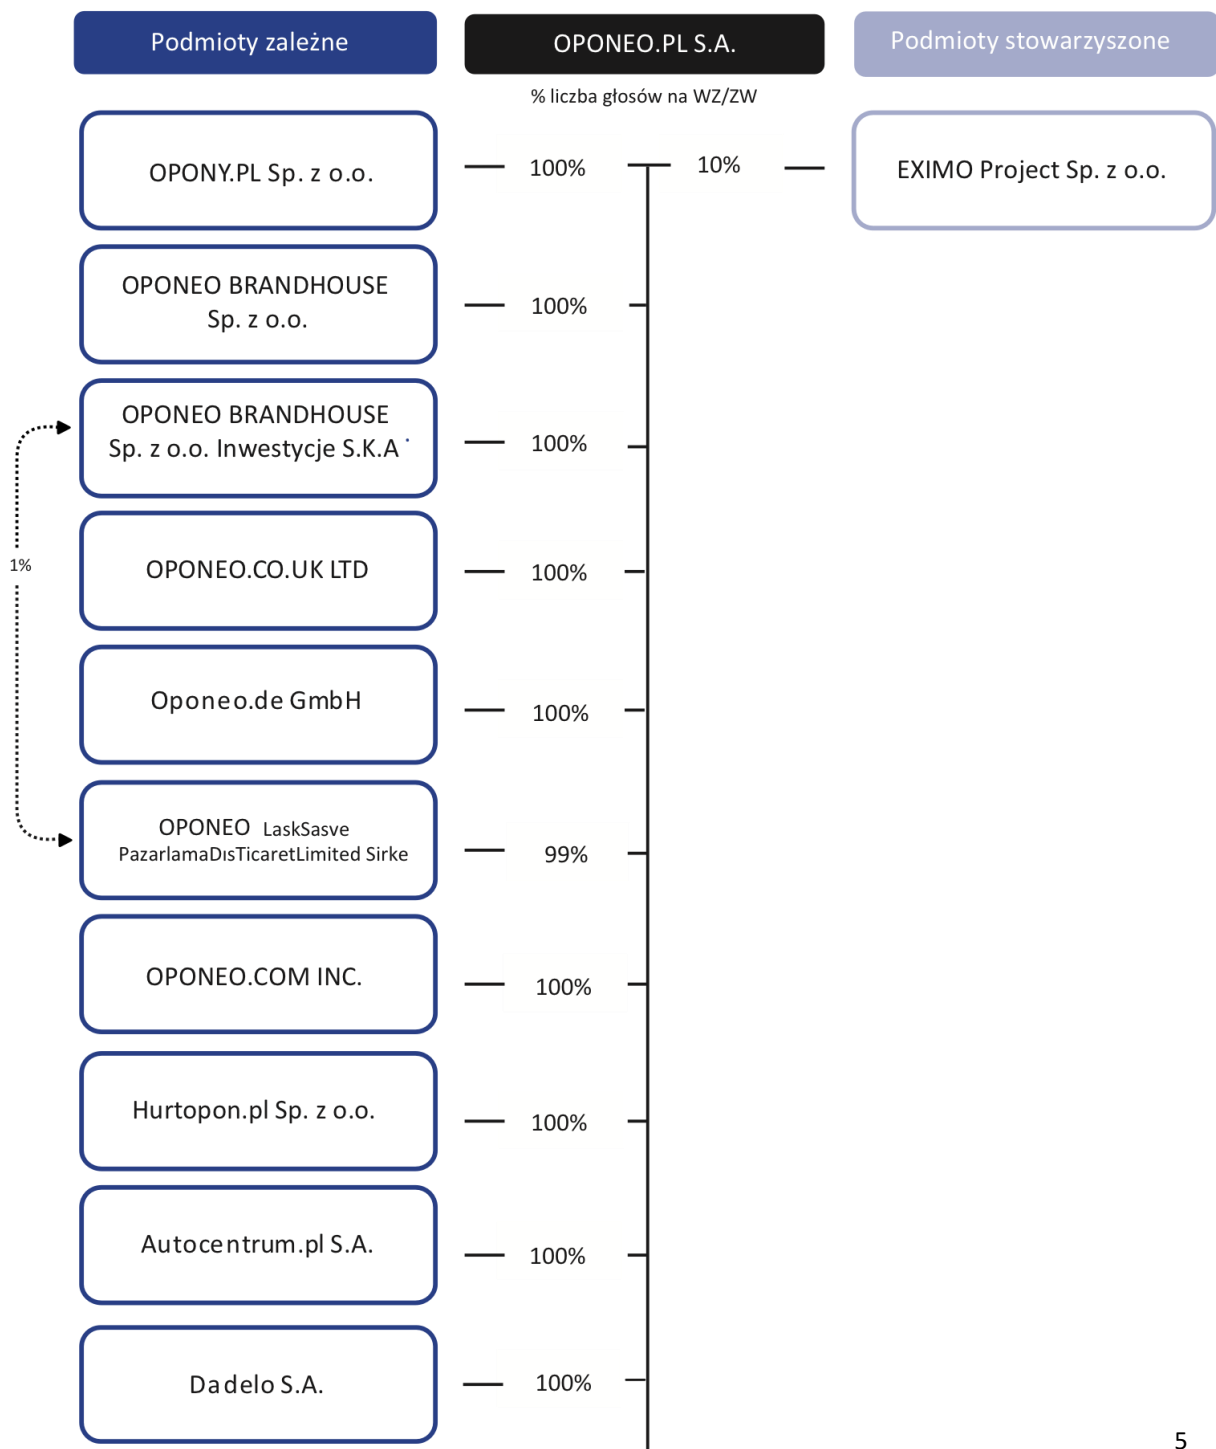 Podmioty zależne
OPONEO.PL S.A.
Podmioty stowarzyszone
% liczba głosów na WZ/ZW
OPONY.PL Sp. z o.o.
100%
10%
EXIMO Project Sp. z o.o.
OPONEO BRANDHOUSE
Sp. z o.o.
100%
OPONEO BRANDHOUSE
Sp. z o.o. Inwestycje S.K.A
100%
1%
OPONEO.CO.UK LTD
100%
Oponeo.de GmbH
100%
OPONEO LaskSasve
PazarlamaDısTicaretLimited Sirke
99%
OPONEO.COM INC.
100%
Hurtopon.pl Sp. z o.o.
100%
Autocentrum.pl S.A.
100%
Dadelo S.A.
100%
5